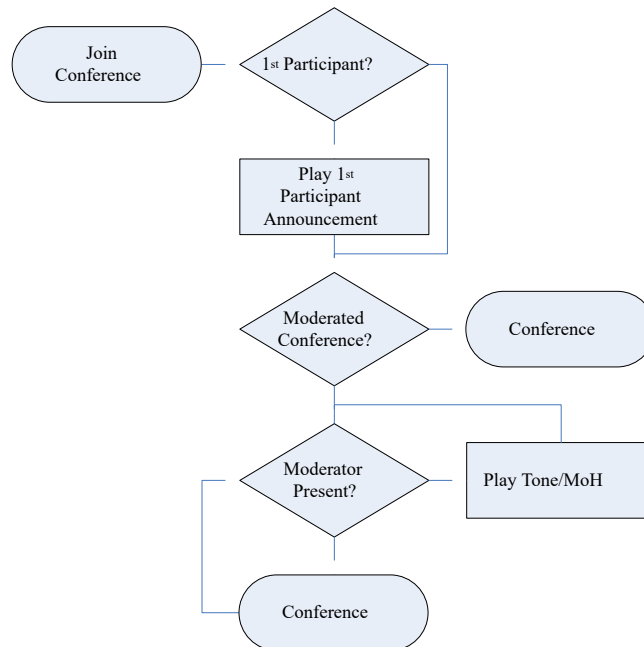 Join
Conference
1st Participant?
Play 1st
Participant
Announcement
Moderated
Conference?
Conference
Moderator
Present?
Play Tone/MoH
Conference